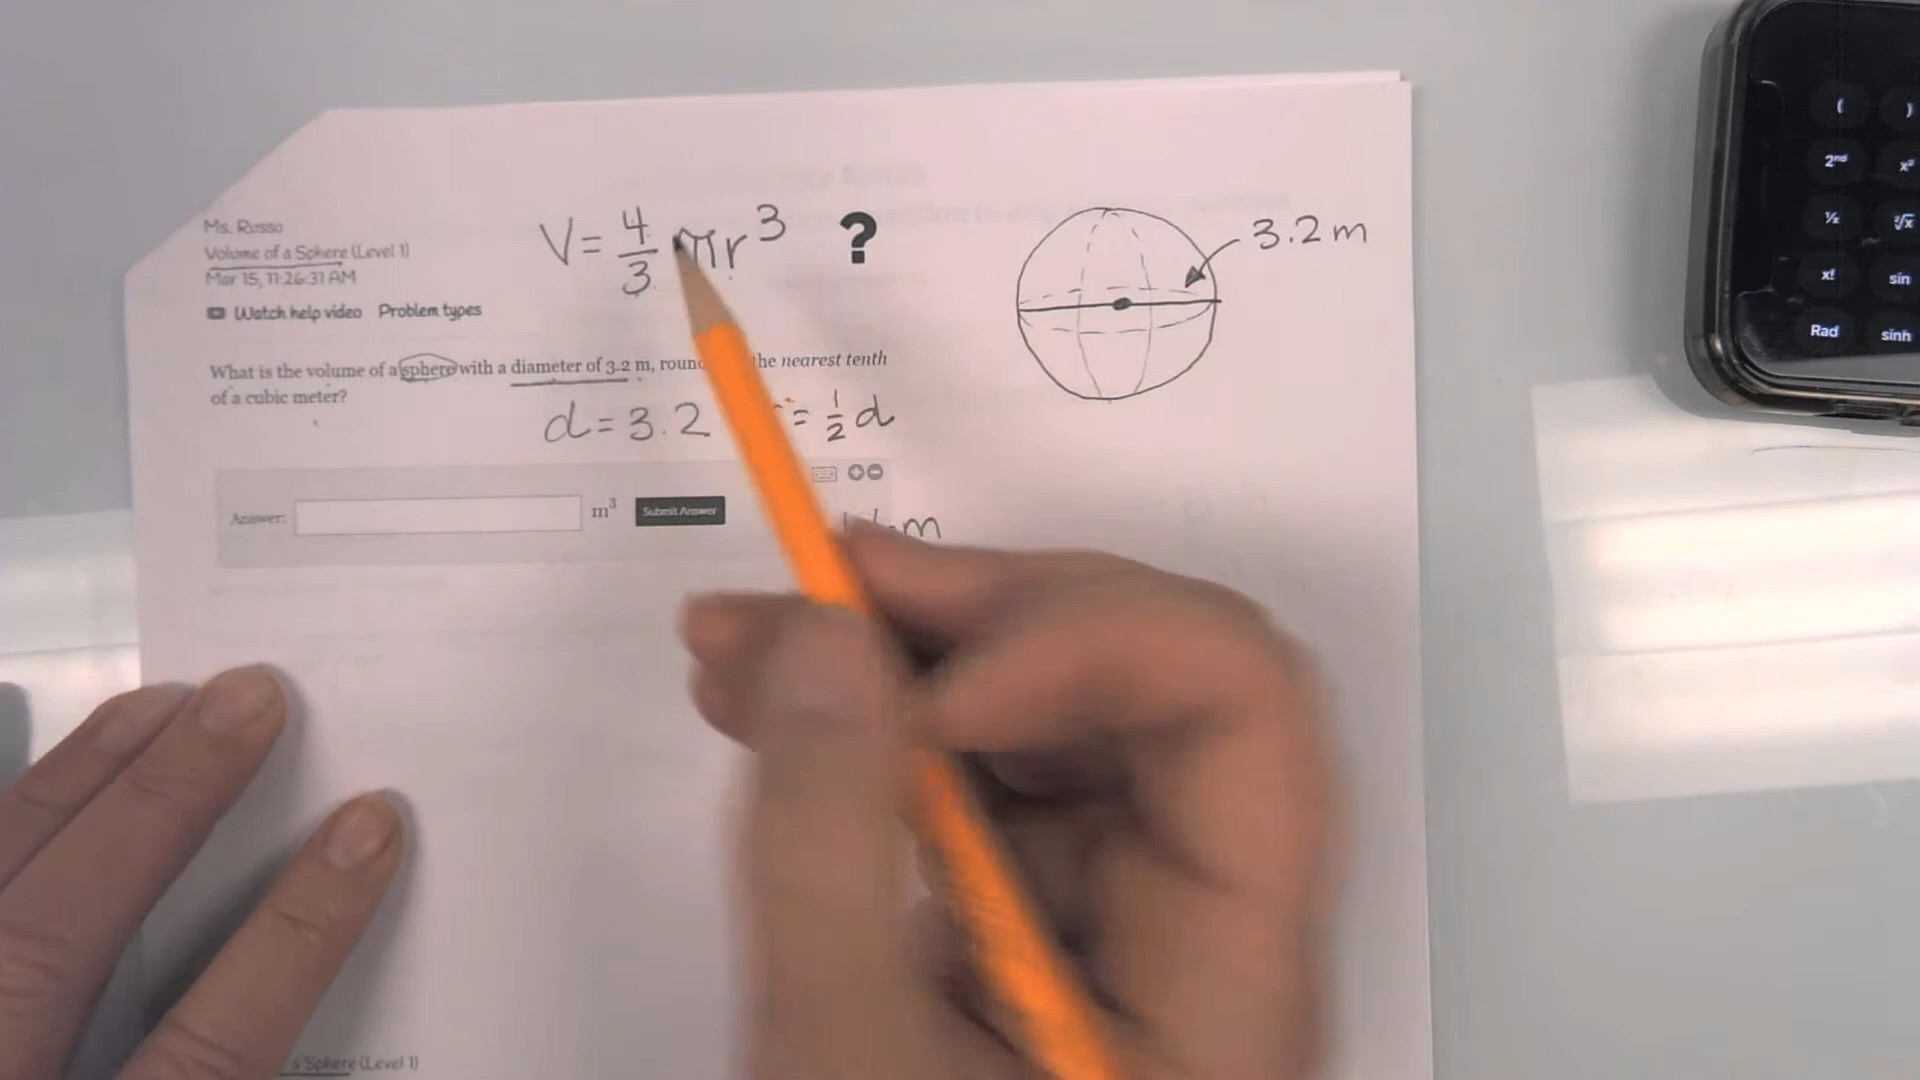 Ms. Russo
Volume of a Sphere (Level 1)
Mar 15, 11:26:31 AM
Watch help video Problem types
V = 4/3 πr³ ?
3.2 m
What is the volume of a sphere with a diameter of 3.2 m, the nearest tenth
of a cubic meter?
d = 3.2 = 1/2 d
Answer: m³ Submit Answer
m
a Sphere (Level 1)
(
)
2ⁿᵈ
x²
¹/x
²√x
x!
sin
Rad
sinh